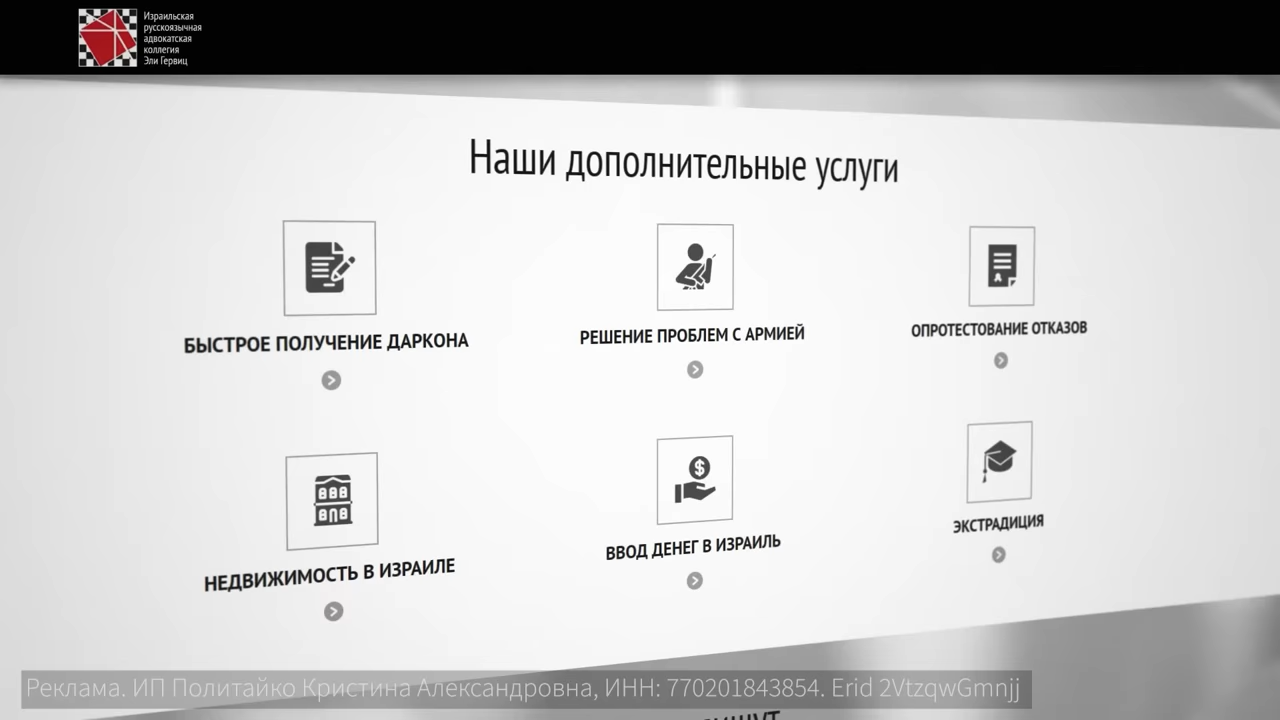 Израильская
русскоязычная
адвокатская
коллегия
Эли Гервиц
Наши дополнительные услуги
БЫСТРОЕ ПОЛУЧЕНИЕ ДАРКОНА
РЕШЕНИЕ ПРОБЛЕМ С АРМИЕЙ
ОПРОТЕСТОВАНИЕ ОТКАЗОВ
НЕДВИЖИМОСТЬ В ИЗРАИЛЕ
ВВОД ДЕНЕГ В ИЗРАИЛЬ
ЭКСТРАДИЦИЯ
Реклама. ИП Политайко Кристина Александровна, ИНН: 770201843854. Erid 2VtzqwGmnjj